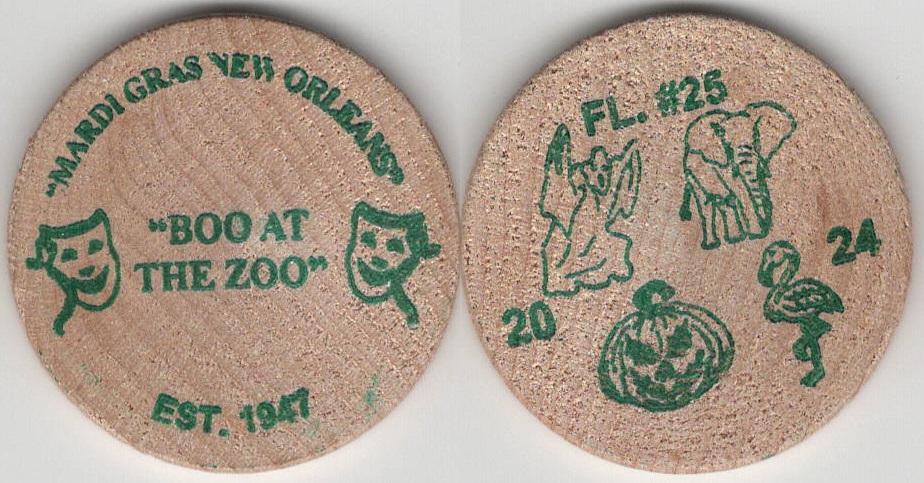 "MARDI GRAS NEW ORLEANS"
"BOO AT
THE ZOO"
EST. 1947
FL. #25
20 24